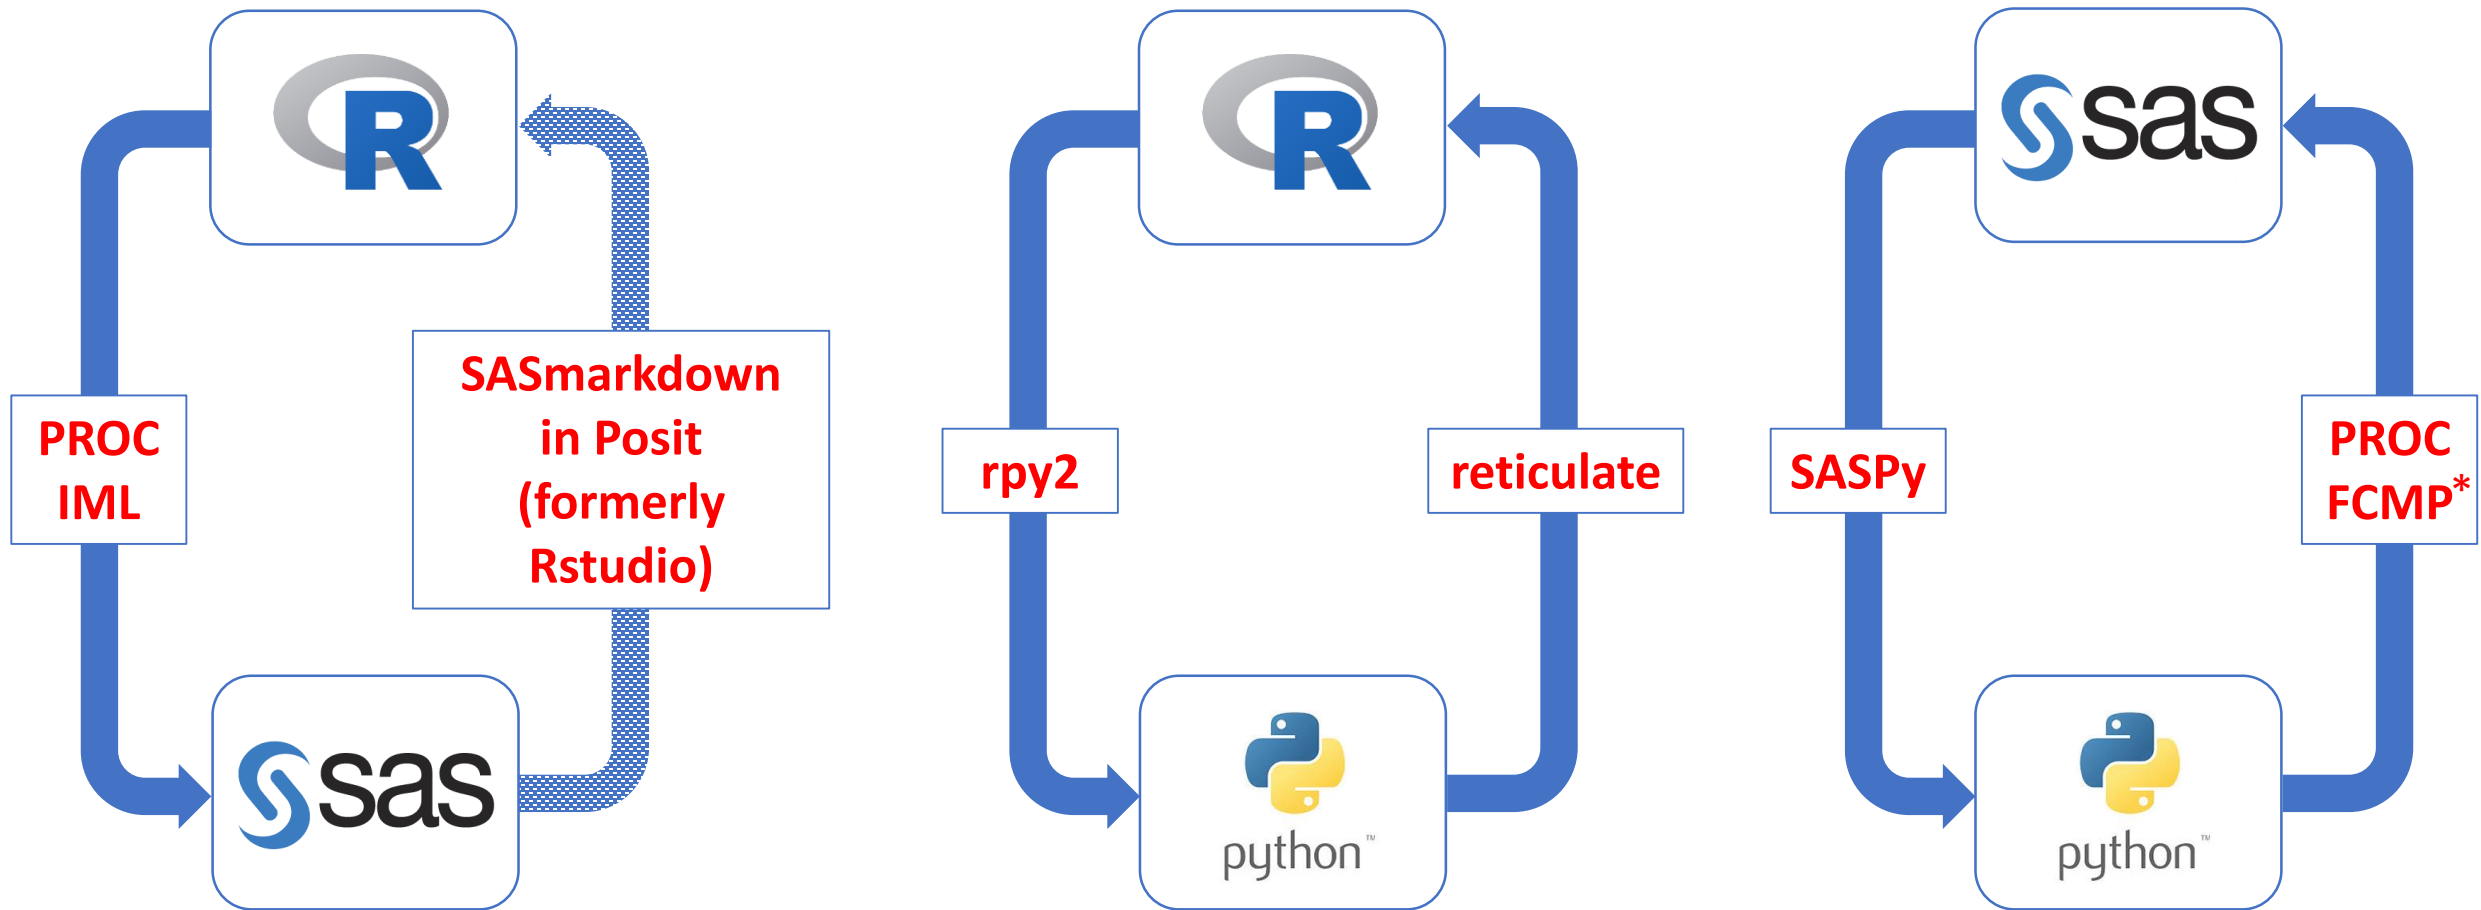 R
PROC
IML
SASmarkdown
in Posit
(formerly
Rstudio)
sas
R
rpy2
reticulate
python™
sas
SASPy
PROC
FCMP*
python™